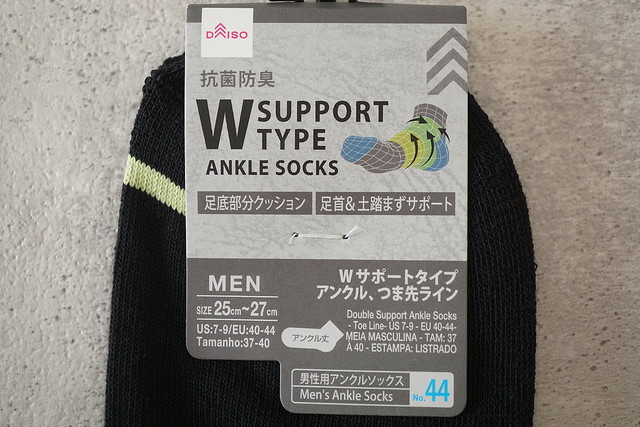 DAISO
抗菌防臭
W SUPPORT
TYPE
ANKLE SOCKS
足底部分クッション 足首&土踏まずサポート
MEN
SIZE 25cm~27cm
US:7-9/EU:40-44
Tamanho:37-40
アンクル丈
Wサポートタイプ
アンクル、つま先ライン
Double Support Ankle Socks
- Toe Line- US 7-9 - EU 40-44-
MEIA MASCULINA - TAM: 37
À 40 - ESTAMPA: LISTRADO
男性用アンクルソックス
Men's Ankle Socks
No. 44